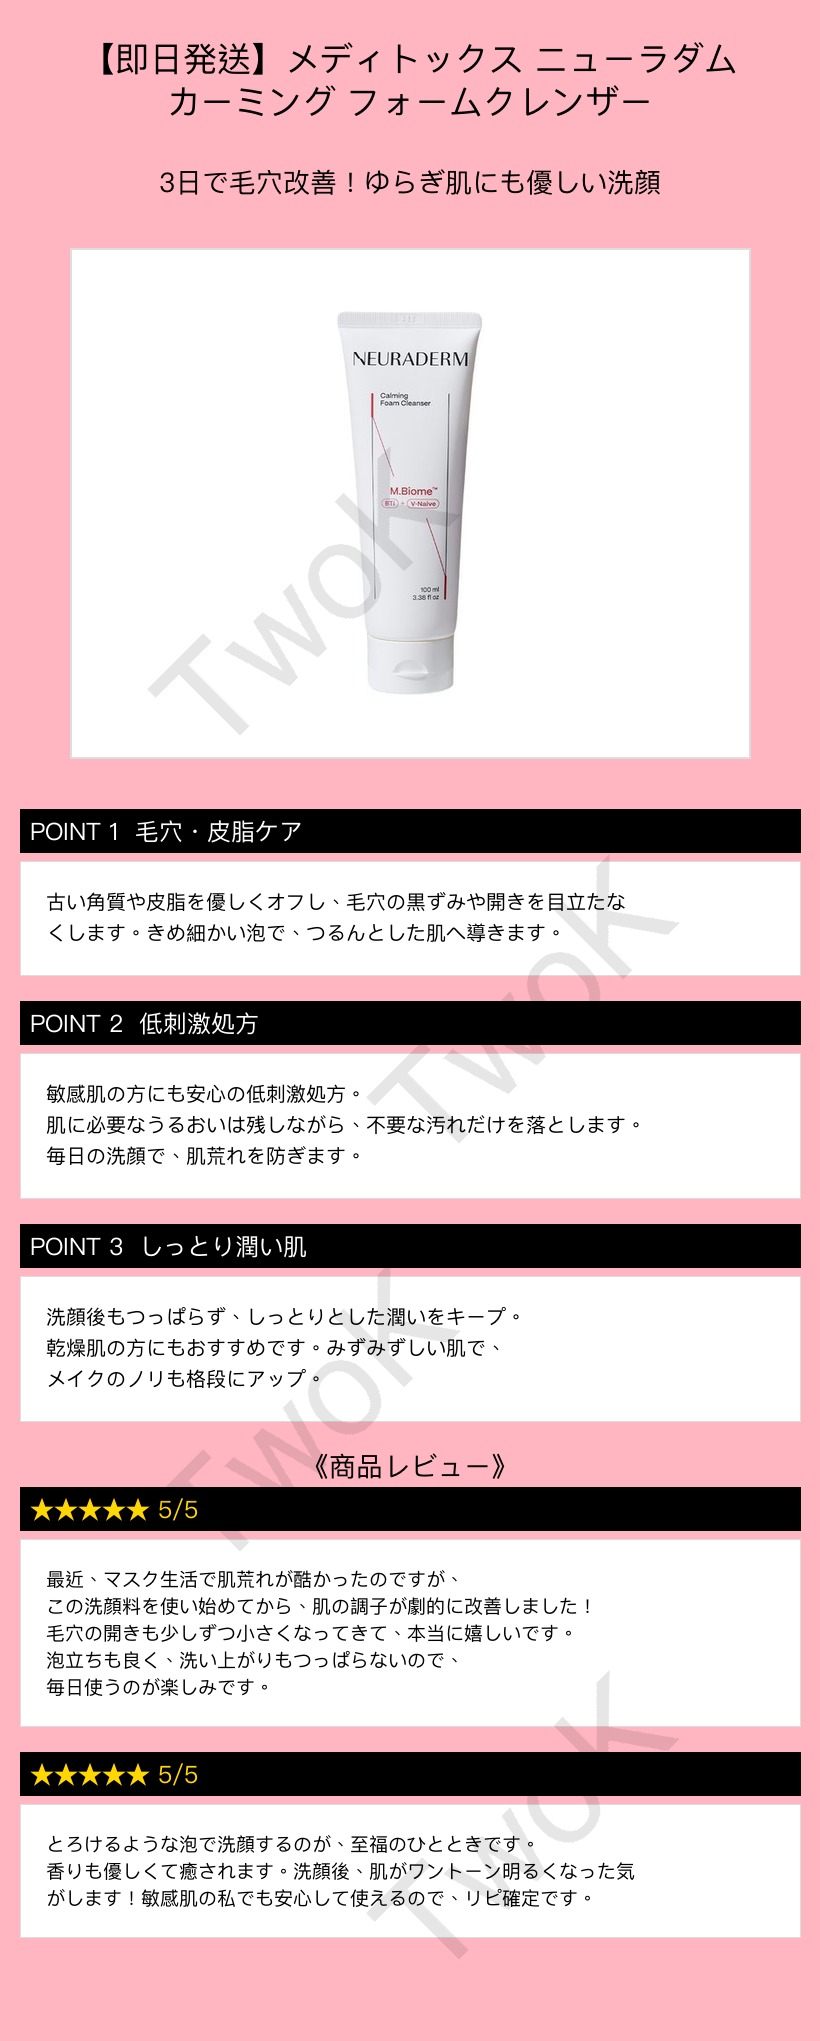 【即日発送】メディトックス ニューラダム
カーミング フォームクレンザー
3日で毛穴改善！ゆらぎ肌にも優しい洗顔
NEURADERM
Calming
Foam Cleanser
M.Biome™
BTi + V-Naive
100 ml
3.38 fl oz
TwoK
POINT 1 毛穴・皮脂ケア
古い角質や皮脂を優しくオフし、毛穴の黒ずみや開きを目立たな
くします。きめ細かい泡で、つるんとした肌へ導きます。
TwoK
POINT 2 低刺激処方
敏感肌の方にも安心の低刺激処方。
肌に必要なうるおいは残しながら、不要な汚れだけを落とします。
毎日の洗顔で、肌荒れを防ぎます。
POINT 3 しっとり潤い肌
洗顔後もつっぱらず、しっとりとした潤いをキープ。
乾燥肌の方にもおすすめです。みずみずしい肌で、
メイクのノリも格段にアップ。
TwoK
《商品レビュー》
★★★★★ 5/5
最近、マスク生活で肌荒れが酷かったのですが、
この洗顔料を使い始めてから、肌の調子が劇的に改善しました！
毛穴の開きも少しずつ小さくなってきて、本当に嬉しいです。
泡立ちも良く、洗い上がりもつっぱらないので、
毎日使うのが楽しみです。
TwoK
★★★★★ 5/5
とろけるような泡で洗顔するのが、至福のひとときです。
香りも優しくて癒されます。洗顔後、肌がワントーン明るくなった気
がします！敏感肌の私でも安心して使えるので、リピ確定です。